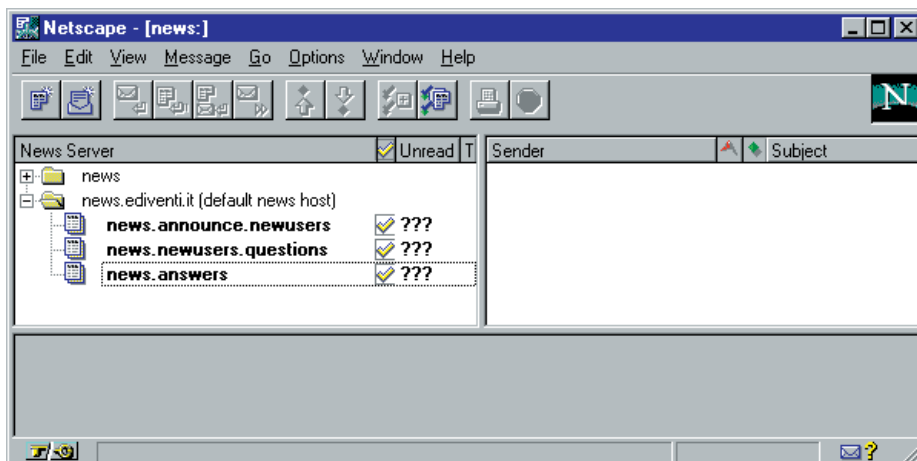 Netscape - [news:]
File Edit View Message Go Options Window Help
N
News Server Unread T Sender Subject
news
news.ediventi.it (default news host)
news.announce.newusers ???
news.newusers.questions ???
news.answers ???
?